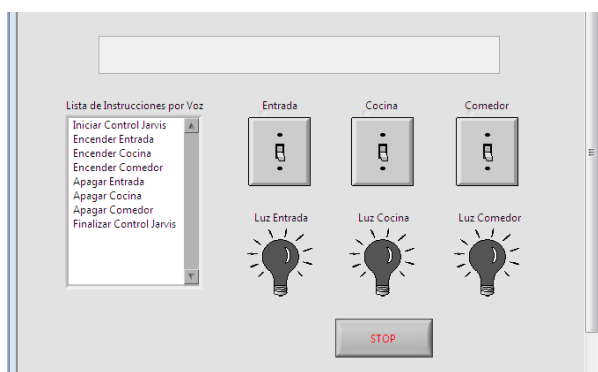 Lista de Instrucciones por Voz
Iniciar Control Jarvis
Encender Entrada
Encender Cocina
Encender Comedor
Apagar Entrada
Apagar Cocina
Apagar Comedor
Finalizar Control Jarvis
Entrada
Cocina
Comedor
Luz Entrada
Luz Cocina
Luz Comedor
STOP